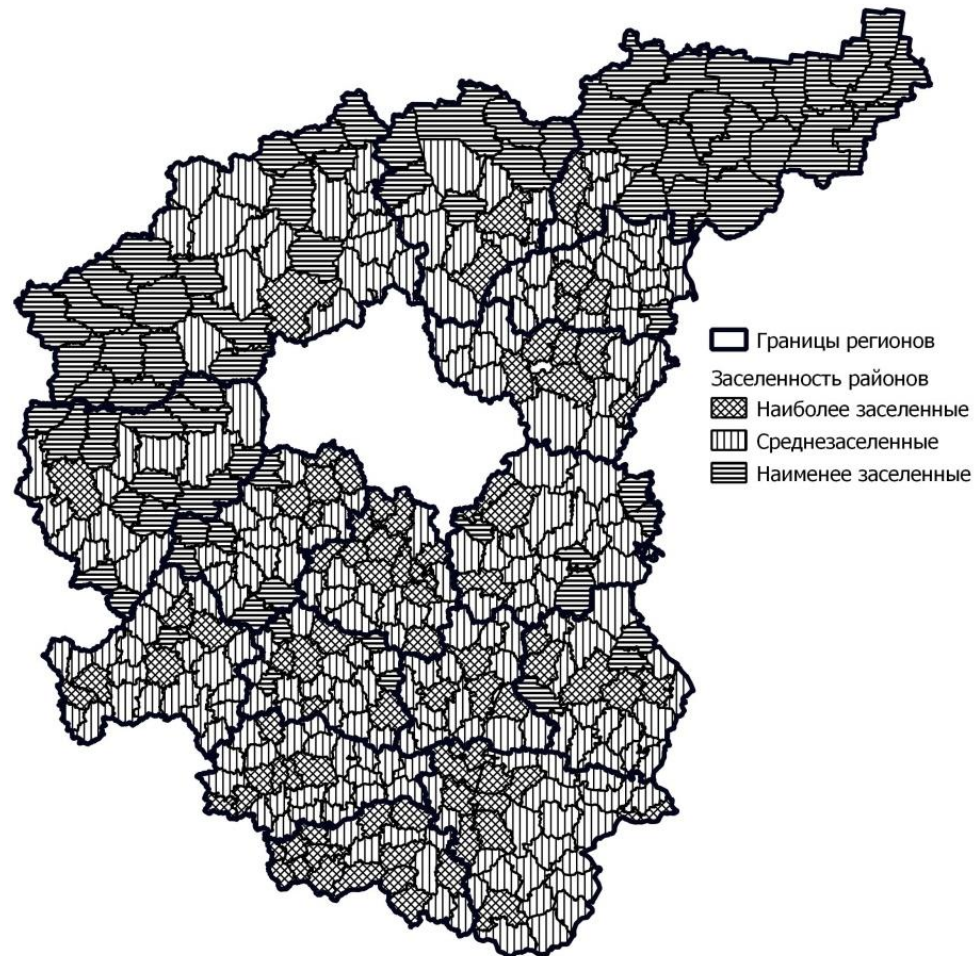 Границы регионов
Заселенность районов
Наиболее заселенные
Среднезаселенные
Наименее заселенные